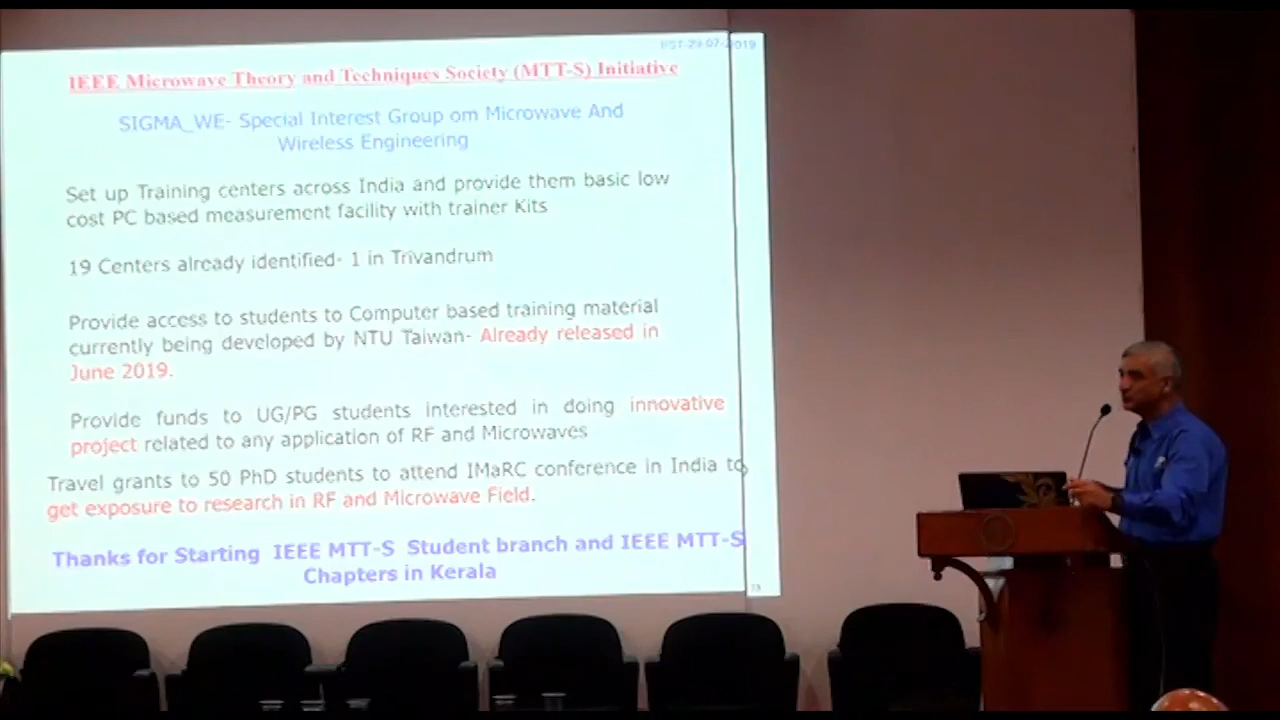 IIST-29-07-2019
IEEE Microwave Theory and Techniques Society (MTT-S) Initiative
SIGMA_WE- Special Interest Group om Microwave And
Wireless Engineering
Set up Training centers across India and provide them basic low
cost PC based measurement facility with trainer Kits
19 Centers already identified- 1 in Trivandrum
Provide access to students to Computer based training material
currently being developed by NTU Taiwan- Already released in
June 2019.
Provide funds to UG/PG students interested in doing innovative
project related to any application of RF and Microwaves
Travel grants to 50 PhD students to attend IMaRC conference in India to
get exposure to research in RF and Microwave Field.
Thanks for Starting IEEE MTT-S Student branch and IEEE MTT-S
Chapters in Kerala